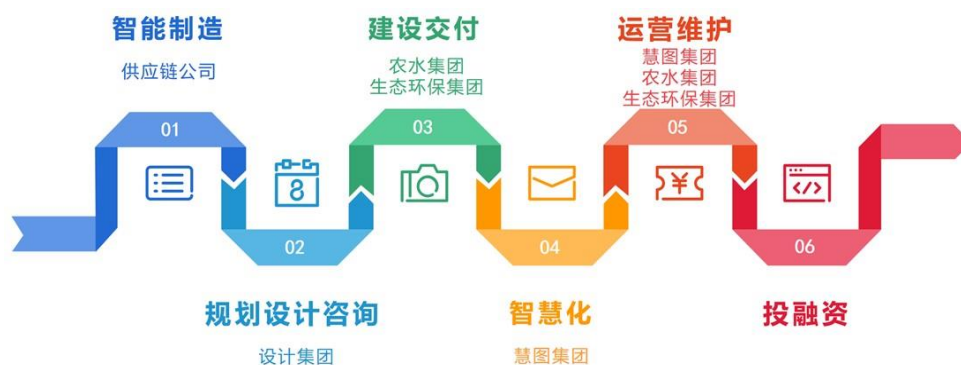 智能制造
供应链公司
01
规划设计咨询
设计集团
02
8
建设交付
农水集团
生态环保集团
03
智慧化
慧图集团
04
运营维护
慧图集团
农水集团
生态环保集团
05
¥
投融资
06
</>